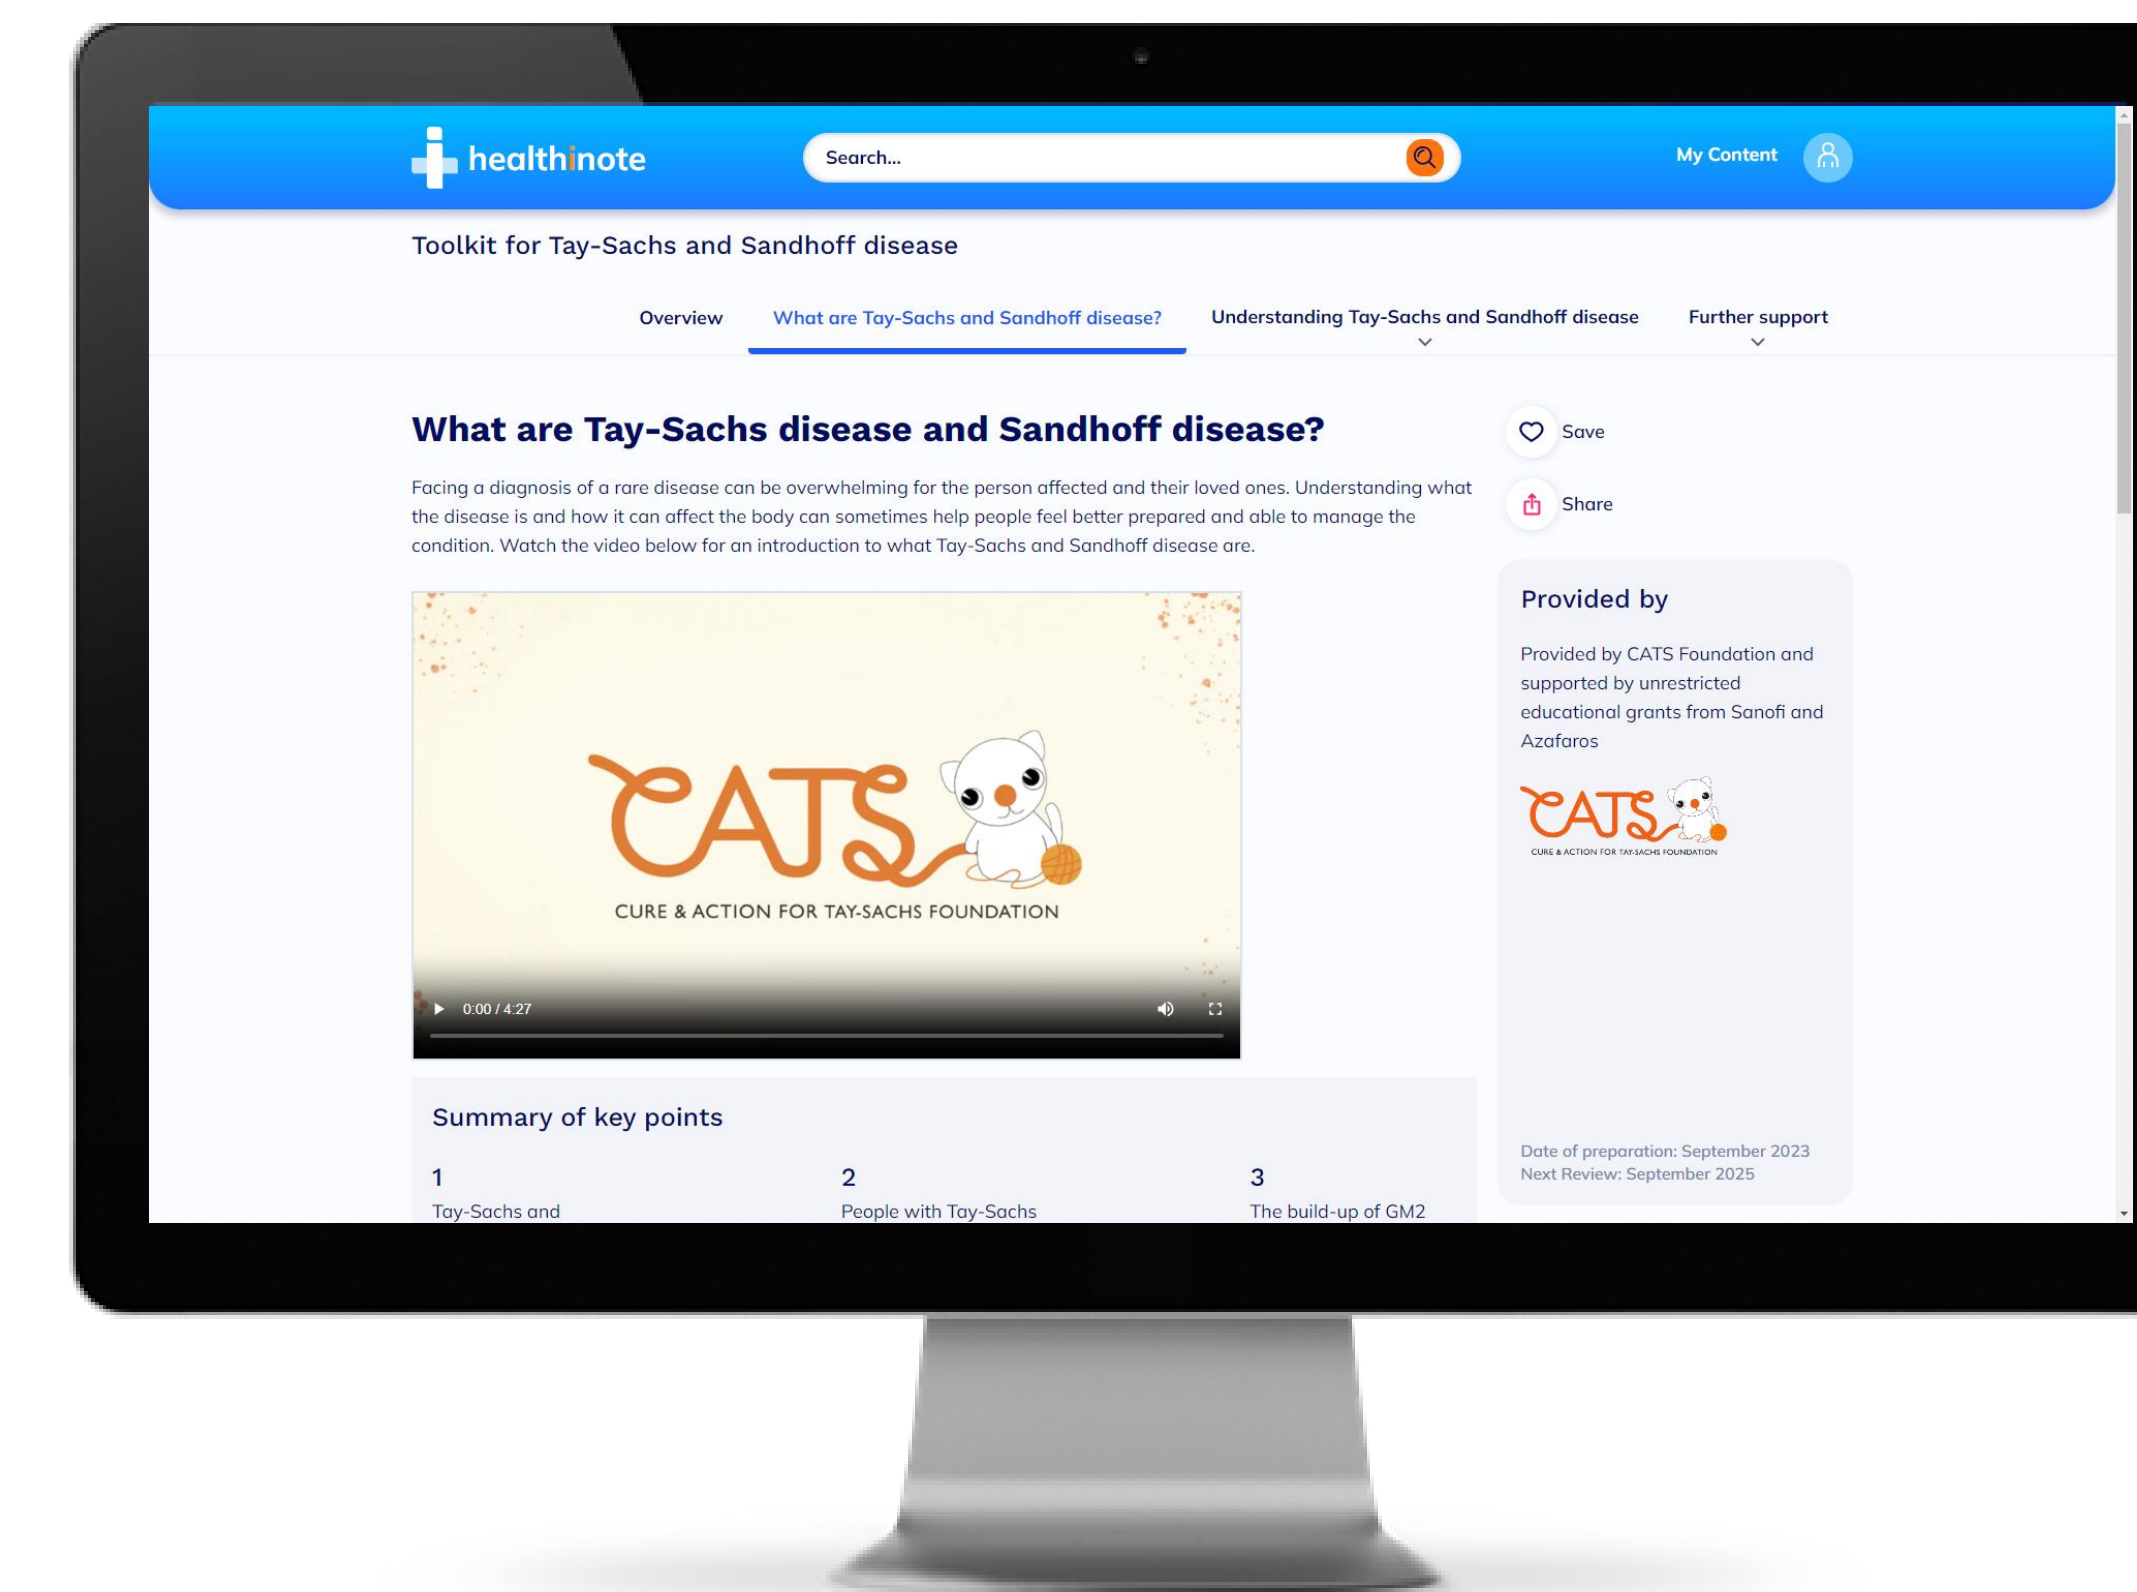 healthinote
Search...
My Content
Toolkit for Tay-Sachs and Sandhoff disease
Overview
What are Tay-Sachs and Sandhoff disease?
Understanding Tay-Sachs and Sandhoff disease
Further support
What are Tay-Sachs disease and Sandhoff disease?
Facing a diagnosis of a rare disease can be overwhelming for the person affected and their loved ones. Understanding what
the disease is and how it can affect the body can sometimes help people feel better prepared and able to manage the
condition. Watch the video below for an introduction to what Tay-Sachs and Sandhoff disease are.
Save
Share
CATS
CURE & ACTION FOR TAY-SACHS FOUNDATION
0:00 / 4:27
Provided by
Provided by CATS Foundation and
supported by unrestricted
educational grants from Sanofi and
Azafaros
CATS
CURE & ACTION FOR TAY-SACHS FOUNDATION
Date of preparation: September 2023
Next Review: September 2025
Summary of key points
1
Tay-Sachs and
2
People with Tay-Sachs
3
The build-up of GM2